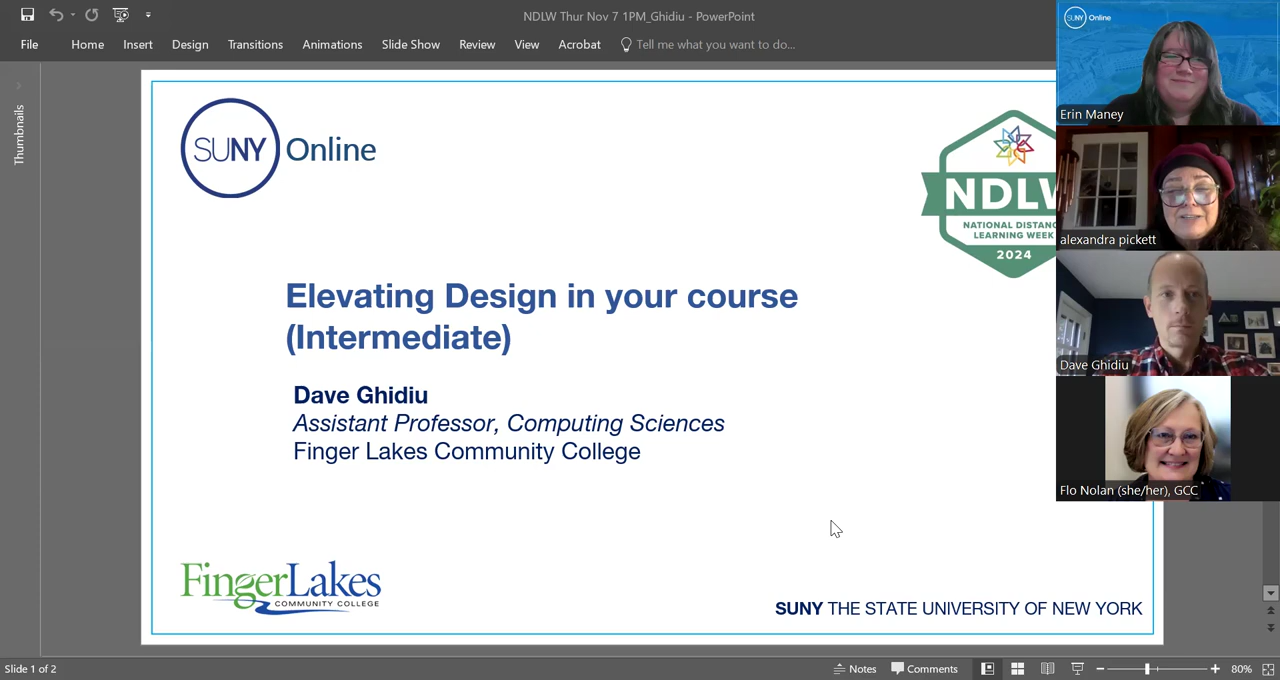 NDLW Thur Nov 7 1PM_Ghidiu - PowerPoint
File Home Insert Design Transitions Animations Slide Show Review View Acrobat Tell me what you want to do...
Thumbnails
SUNY Online
NDLW
NATIONAL DISTANC
LEARNING WEEK
2024
Elevating Design in your course
(Intermediate)
Dave Ghidiu
Assistant Professor, Computing Sciences
Finger Lakes Community College
FingerLakes
COMMUNITY COLLEGE
SUNY THE STATE UNIVERSITY OF NEW YORK
SUNY Online
Erin Maney
alexandra pickett
Dave Ghidiu
Flo Nolan (she/her), GCC
Slide 1 of 2 Notes Comments 80%